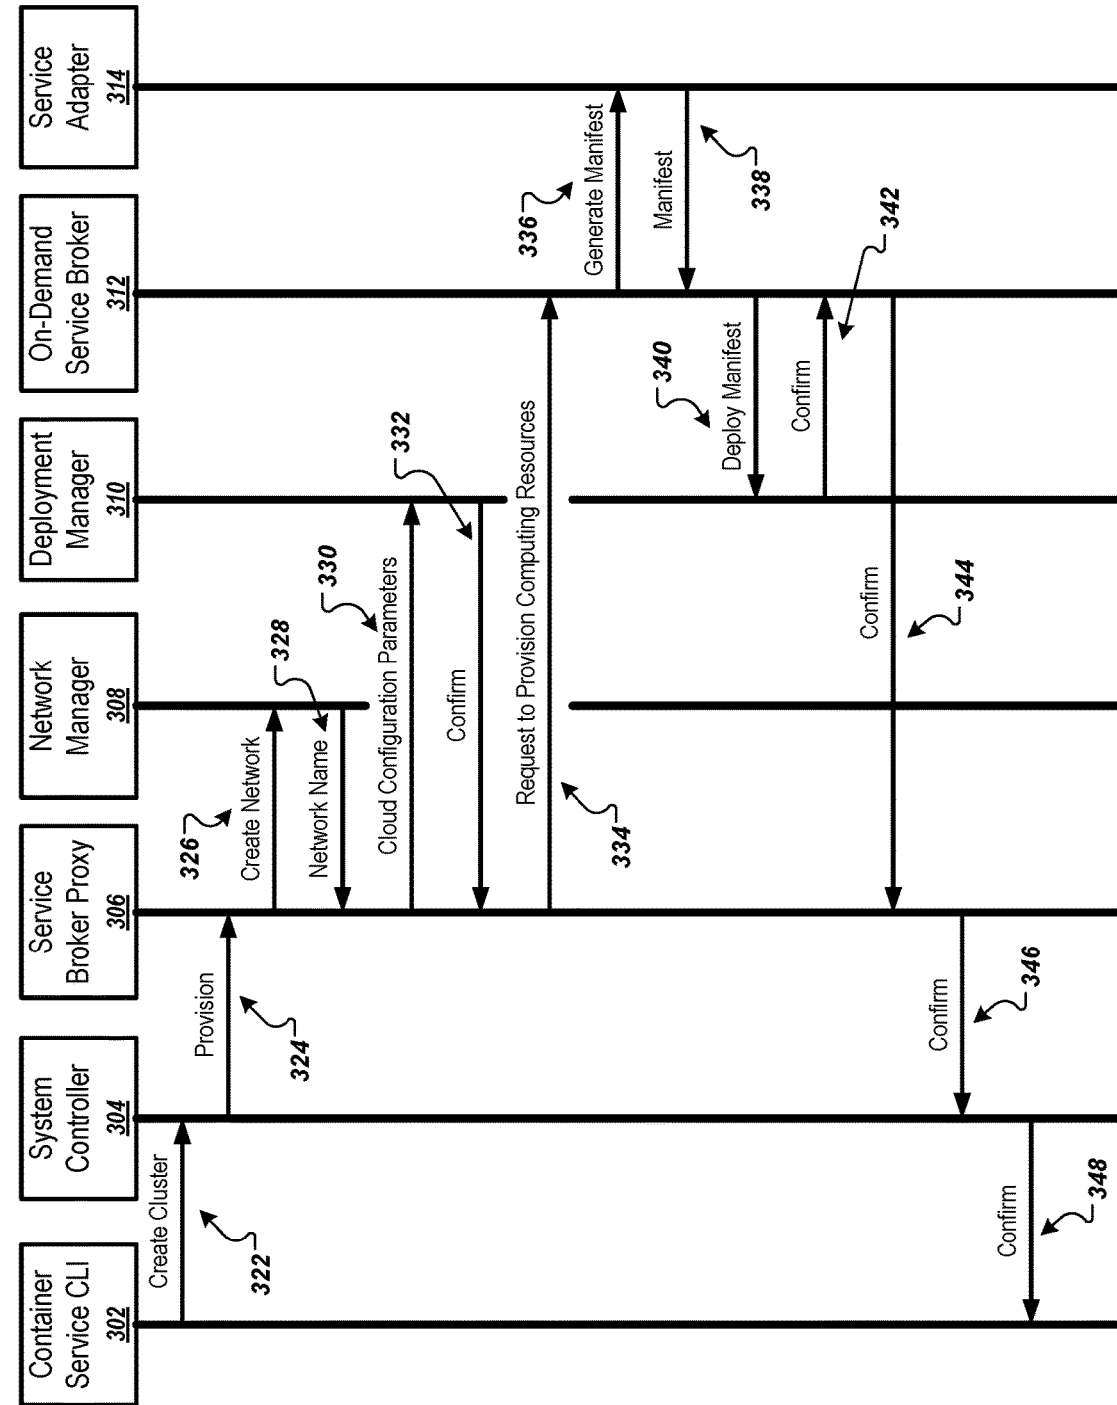 Container
Service CLI
302
System
Controller
304
Service
Broker Proxy
306
Network
Manager
308
Deployment
Manager
310
On-Demand
Service Broker
312
Service
Adapter
314
Create Cluster
322
Provision
324
326
Create Network
328
Network Name
330
Cloud Configuration Parameters
332
Confirm
Request to Provision Computing Resources
334
336
Generate Manifest
Manifest
338
340
Deploy Manifest
Confirm
342
Confirm
344
Confirm
346
Confirm
348